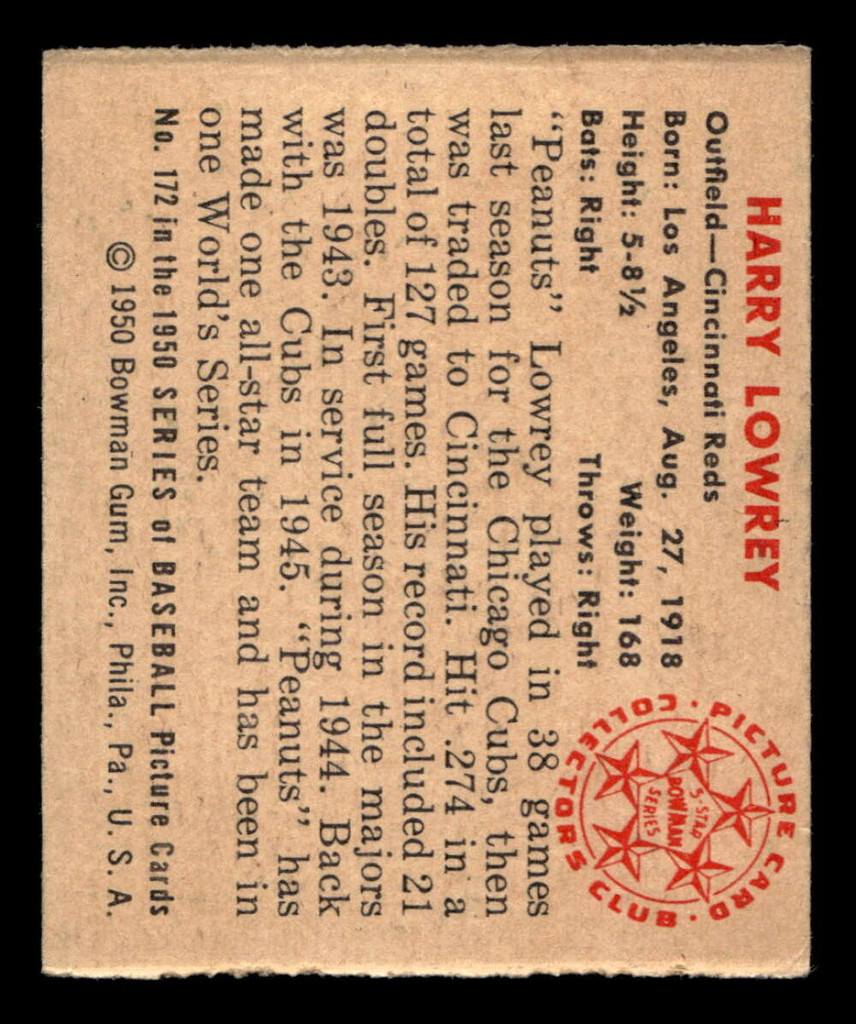 HARRY LOWREY
Outfield—Cincinnati Reds
Born: Los Angeles, Aug. 27, 1918
Height: 5-8½ Weight: 168
Bats: Right Throws: Right
"Peanuts" Lowrey played in 38 games
last season for the Chicago Cubs, then
was traded to Cincinnati. Hit .274 in a
total of 127 games. His record included 21
doubles. First full season in the majors
was 1943. In service during 1944. Back
with the Cubs in 1945. "Peanuts" has
made one all-star team and has been in
one World's Series.
No. 172 in the 1950 SERIES of BASEBALL Picture Cards
© 1950 Bowman Gum, Inc., Phila., Pa., U. S. A.
· PICTURE CARD ·
COLLECTORS CLUB
5-STAR
BOWMAN
SERIES